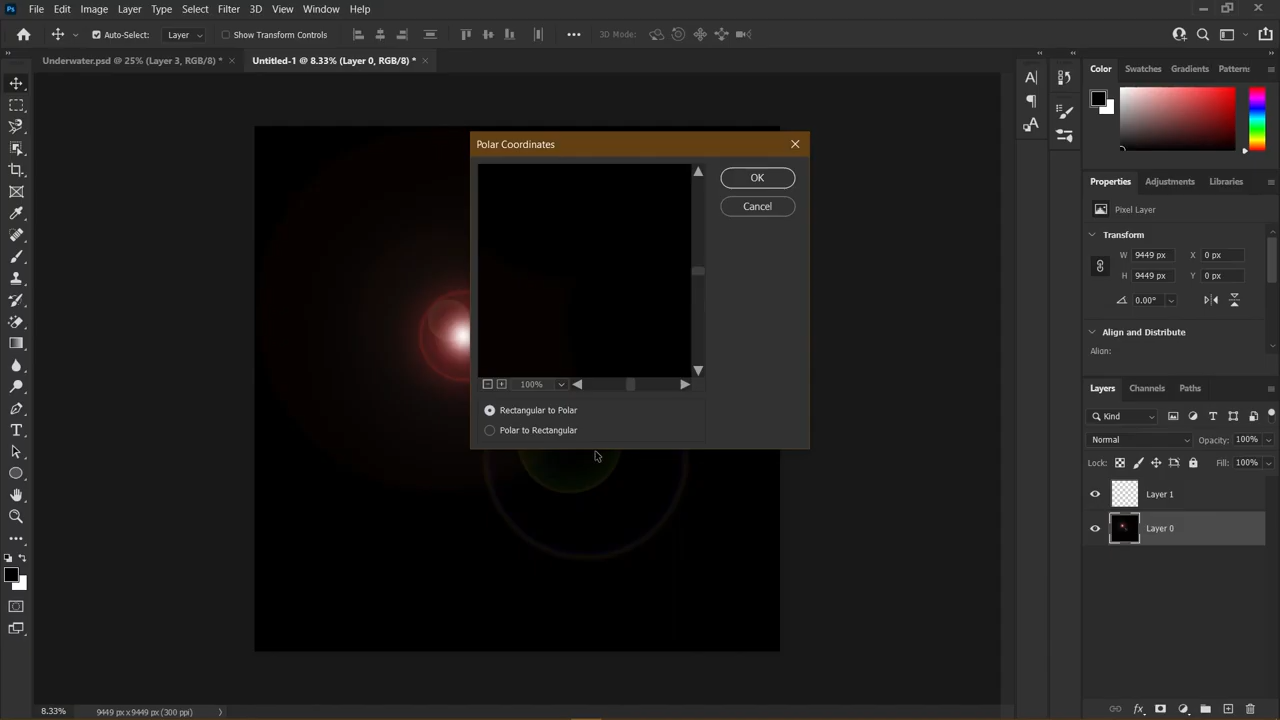 Ps File Edit Image Layer Type Select Filter 3D View Window Help
Auto-Select: Layer Show Transform Controls 3D Mode:
Underwater.psd @ 25% (Layer 3, RGB/8) * Untitled-1 @ 8.33% (Layer 0, RGB/8) *
Color Swatches Gradients Patterns
Polar Coordinates
OK
Cancel
100%
Rectangular to Polar
Polar to Rectangular
Properties Adjustments Libraries
Pixel Layer
Transform
W 9449 px X 0 px
H 9449 px Y 0 px
0.00°
Align and Distribute
Align:
Layers Channels Paths
Kind
Normal Opacity: 100%
Lock: Fill: 100%
Layer 1
Layer 0
8.33% 9449 px x 9449 px (300 ppi)